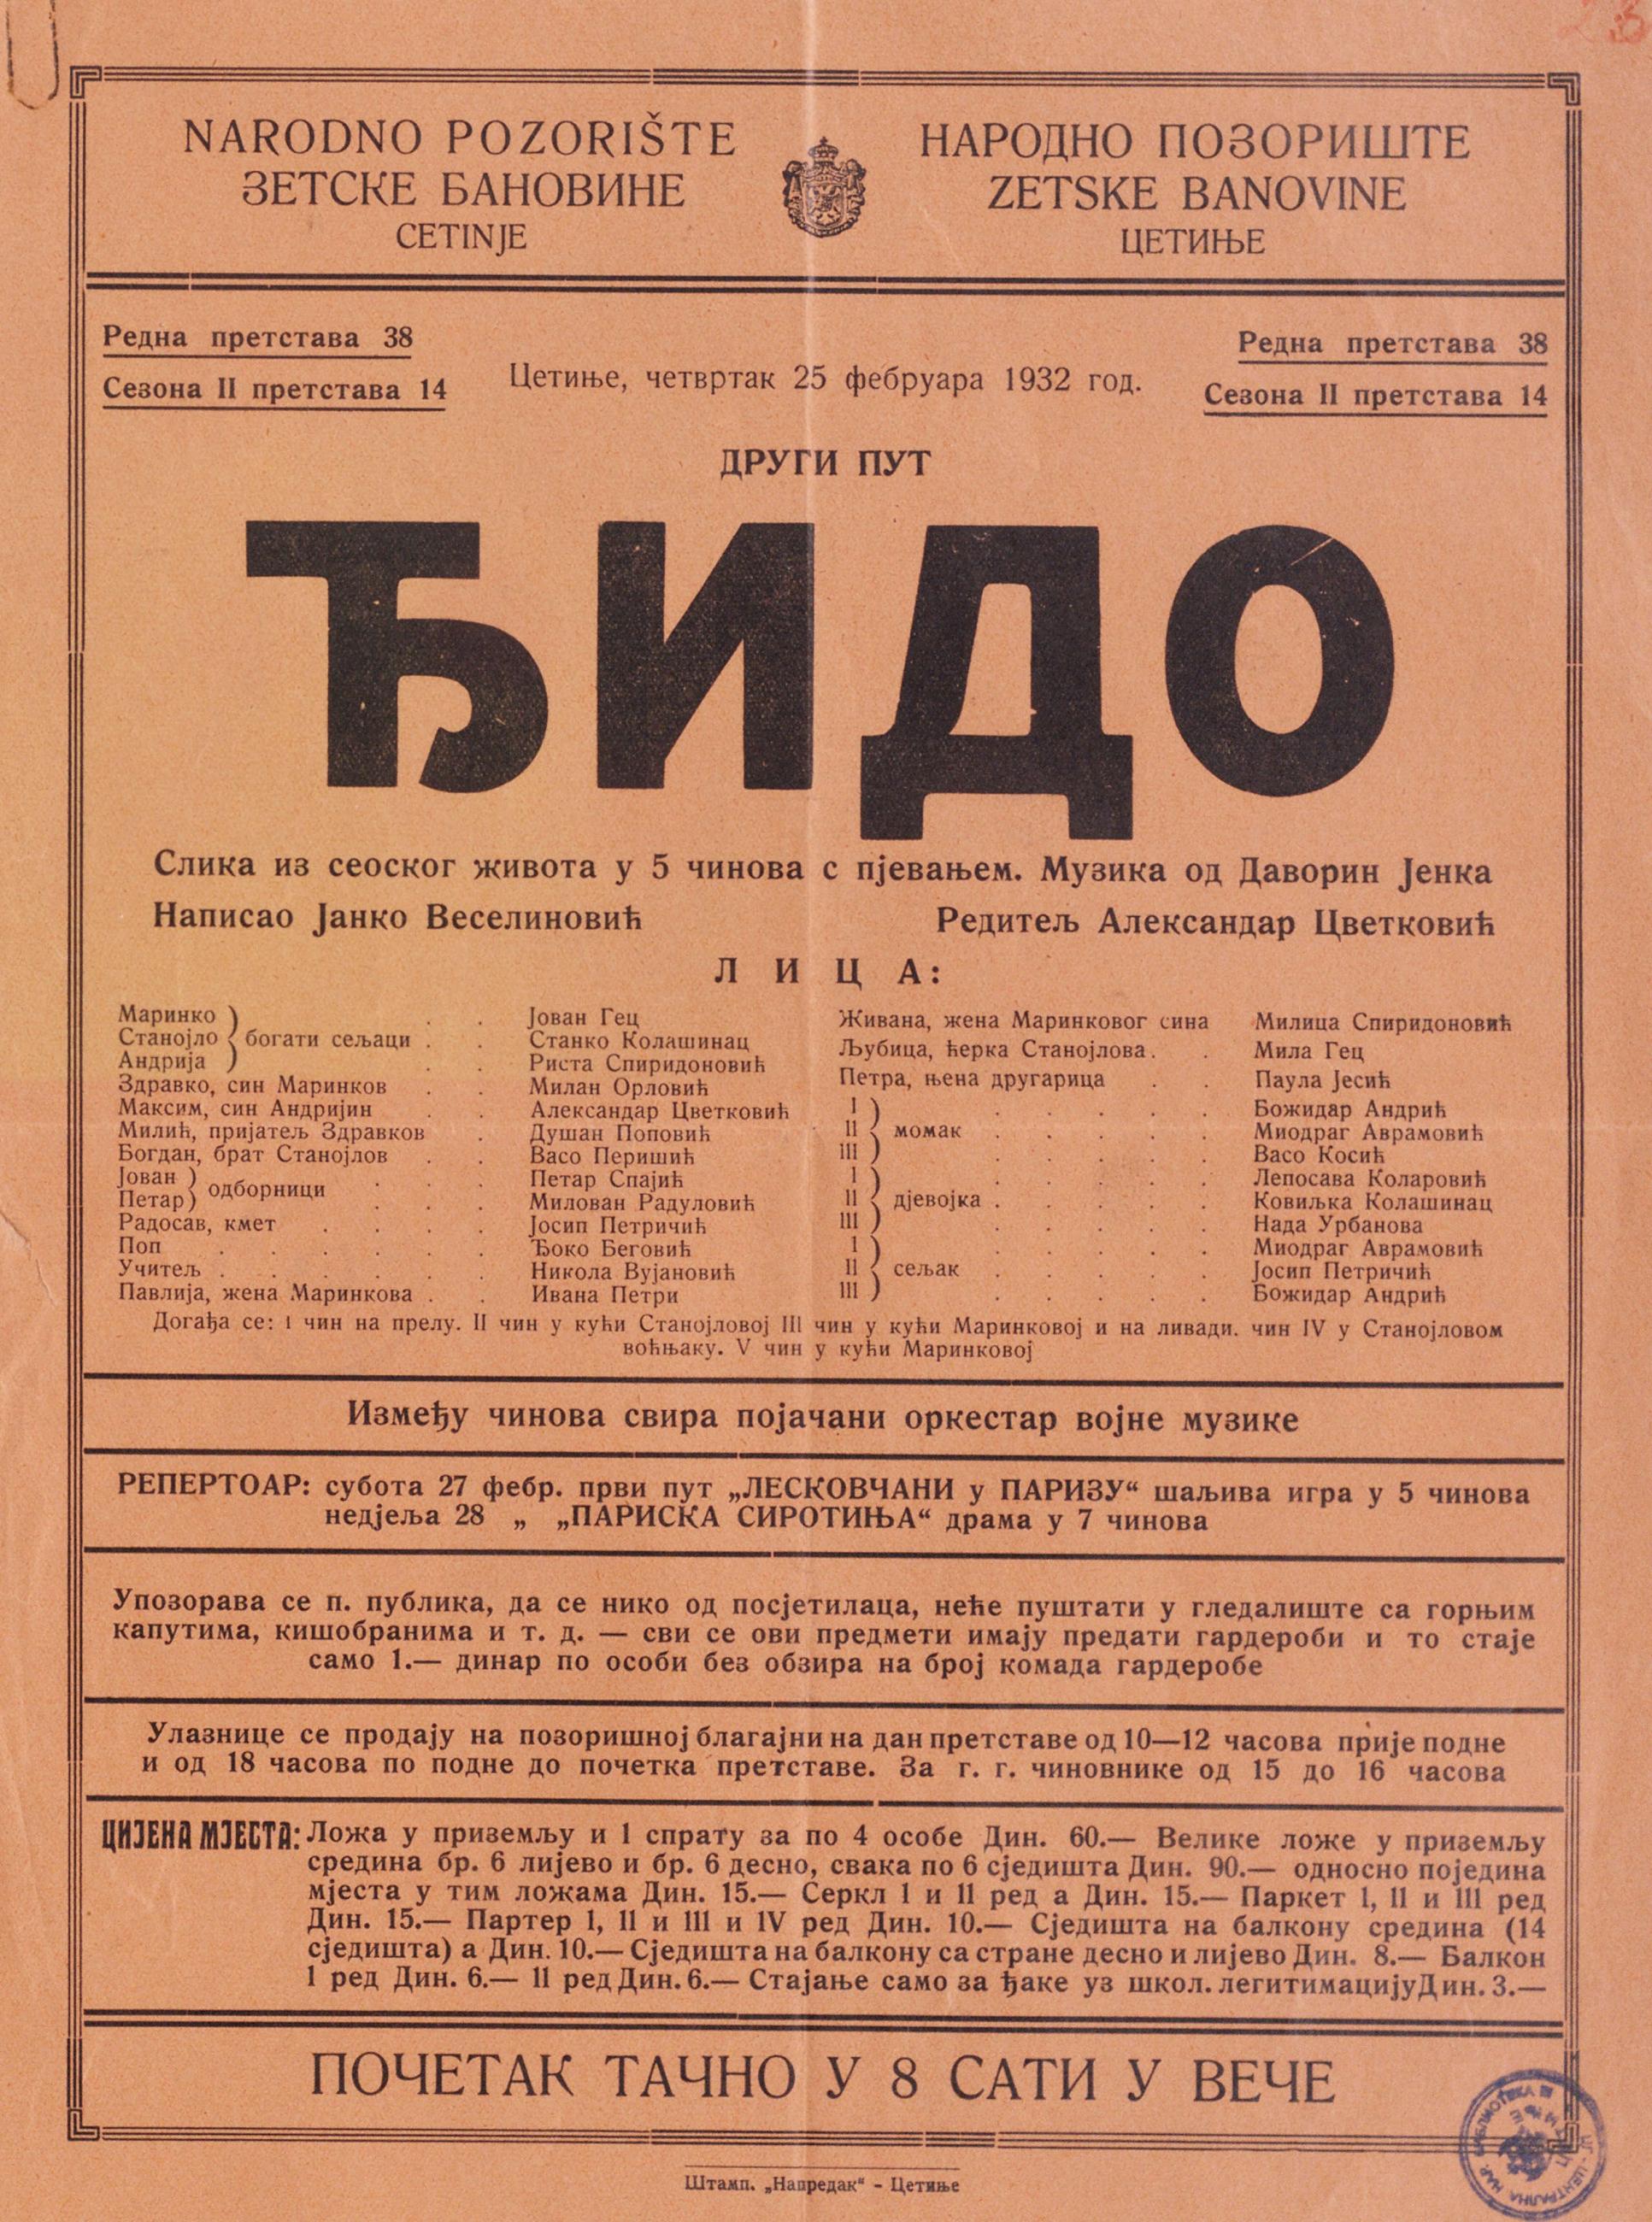 NARODNO POZORIŠTE
ЗЕТСКЕ БАНОВИНЕ
CETINJE
НАРОДНО ПОЗОРИШТЕ
ZETSKE BANOVINE
ЦЕТИЊЕ
Редна претстава 38
Сезона II претстава 14
Цетиње, четвртак 25 фебруара 1932 год.
Редна претстава 38
Сезона II претстава 14
ДРУГИ ПУТ
ЂИДО
Слика из сеоског живота у 5 чинова с пјевањем. Музика од Даворин Јенка
Написао Јанко Веселиновић Редитељ Александар Цветковић
Л И Ц А:
Маринко . . Јован Гец
Станојло } богати сељаци . . Станко Колашинац
Андрија . . Риста Спиридоновић
Здравко, син Маринков . . Милан Орловић
Максим, син Андријин . . Александар Цветковић
Милић, пријатељ Здравков . Душан Поповић
Богдан, брат Станојлов . . Васо Перишић
Јован } одборници . . . Петар Спајић
Петар . . . Милован Радуловић
Радосав, кмет . . . . Јосип Петричић
Поп . . . . . . Ђоко Беговић
Учитељ . . . . . . Никола Вујановић
Павлија, жена Маринкова . . Ивана Петри
Живана, жена Маринковог сина Милица Спиридоновић
Љубица, ћерка Станојлова . . Мила Гец
Петра, њена другарица . . Паула Јесић
I . . . . . Божидар Андрић
II } момак . . . . . Миодраг Аврамовић
III . . . . . Васо Косић
I . . . . . Лепосава Коларовић
II } дјевојка . . . . . Ковиљка Колашинац
III . . . . . Нада Урбанова
I . . . . . Миодраг Аврамовић
II } сељак . . . . . Јосип Петричић
III . . . . . Божидар Андрић
Догађа се: I чин на прелу. II чин у кући Станојловој III чин у кући Маринковој и на ливади. чин IV у Станојловом
воћњаку. V чин у кући Маринковој
Између чинова свира појачани оркестар војне музике
РЕПЕРТОАР: субота 27 фебр. први пут „ЛЕСКОВЧАНИ у ПАРИЗУ“ шаљива игра у 5 чинова
недјеља 28 „ „ПАРИСКА СИРОТИЊА“ драма у 7 чинова
Упозорава се п. публика, да се нико од посјетилаца, неће пуштати у гледалиште са горњим
капутима, кишобранима и т. д. — сви се ови предмети имају предати гардероби и то стаје
само 1.— динар по особи без обзира на број комада гардеробе
Улазнице се продају на позоришној благајни на дан претставе од 10—12 часова прије подне
и од 18 часова по подне до почетка претставе. За г. г. чиновнике од 15 до 16 часова
ЦИЈЕНА МЈЕСТА: Ложа у приземљу и 1 спрату за по 4 особе Дин. 60.— Велике ложе у приземљу
средина бр. 6 лијево и бр. 6 десно, свака по 6 сједишта Дин. 90.— односно поједина
мјеста у тим ложама Дин. 15.— Серкл I и II ред а Дин. 15.— Паркет I, II и III ред
Дин. 15.— Партер I, II и III и IV ред Дин. 10.— Сједишта на балкону средина (14
сједишта) а Дин. 10.— Сједишта на балкону са стране десно и лијево Дин. 8.— Балкон
I ред Дин. 6.— II ред Дин. 6.— Стајање само за ђаке уз школ. легитимацију Дин. 3.—
ПОЧЕТАК ТАЧНО У 8 САТИ У ВЕЧЕ
Штамп. „Напредак“ - Цетиње